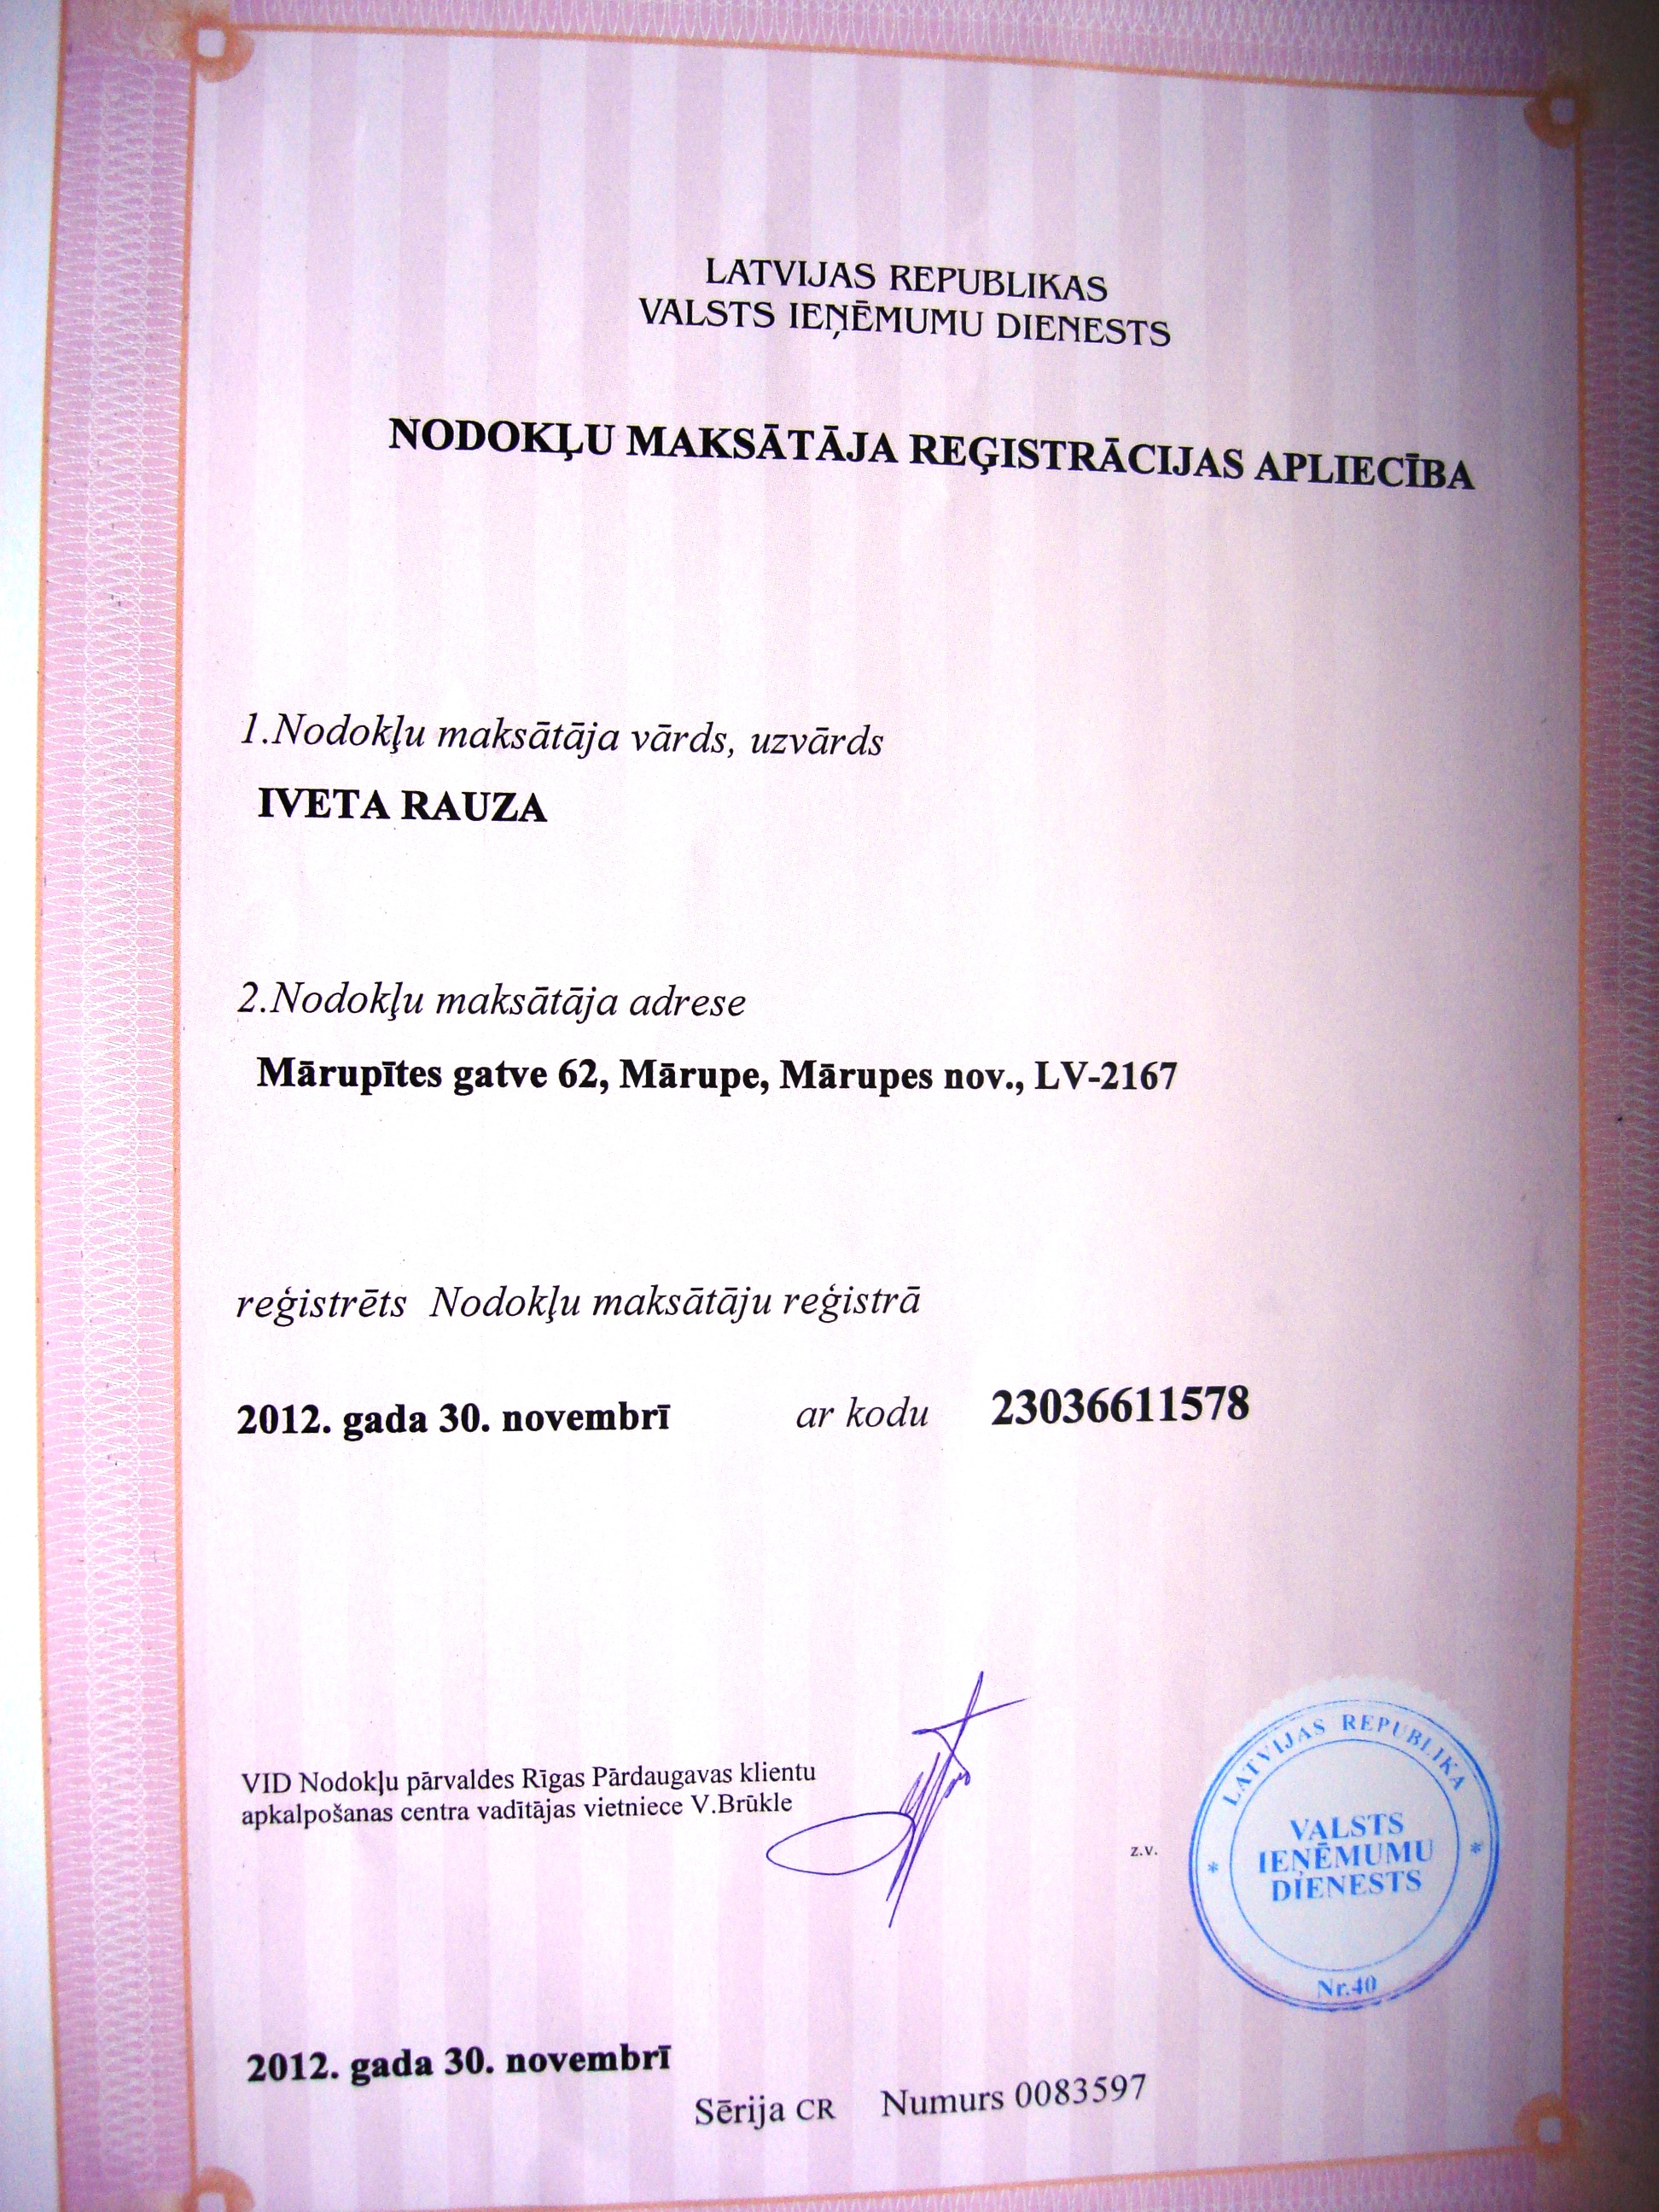 LATVIJAS REPUBLIKAS
VALSTS IEŅĒMUMU DIENESTS
NODOKĻU MAKSĀTĀJA REĢISTRĀCIJAS APLIECĪBA
1.Nodokļu maksātāja vārds, uzvārds
IVETA RAUZA
2.Nodokļu maksātāja adrese
Mārupītes gatve 62, Mārupe, Mārupes nov., LV-2167
reģistrēts Nodokļu maksātāju reģistrā
2012. gada 30. novembrī ar kodu 23036611578
VID Nodokļu pārvaldes Rīgas Pārdaugavas klientu
apkalpošanas centra vadītājas vietniece V.Brūkle
z.v.
LATVIJAS REPUBLIKA
VALSTS
IEŅĒMUMU
DIENESTS
Nr.40
2012. gada 30. novembrī
Sērija CR Numurs 0083597